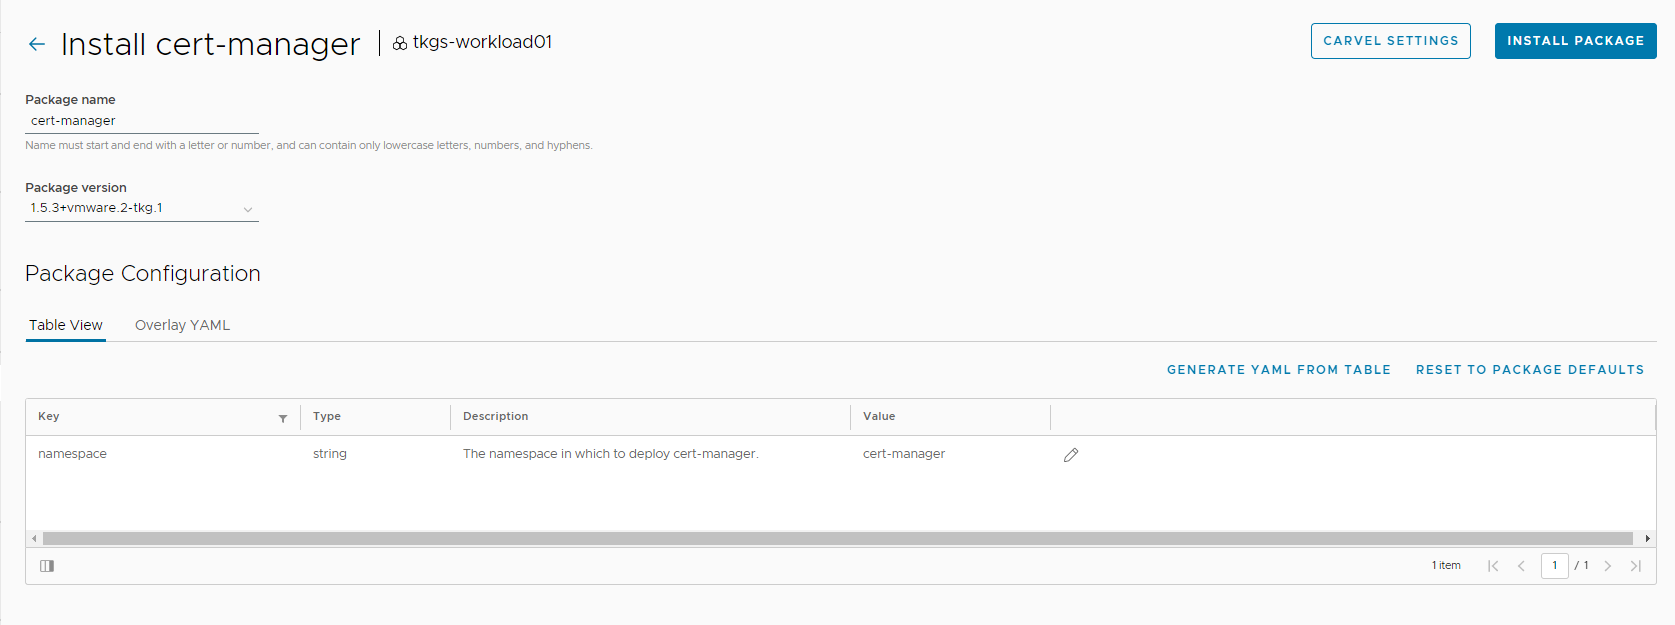 Install cert-manager tkgs-workload01
CARVEL SETTINGS INSTALL PACKAGE
Package name
cert-manager
Name must start and end with a letter or number, and can contain only lowercase letters, numbers, and hyphens.
Package version
1.5.3+vmware.2-tkg.1
Package Configuration
Table View Overlay YAML
GENERATE YAML FROM TABLE RESET TO PACKAGE DEFAULTS
Key Type Description Value
namespace string The namespace in which to deploy cert-manager. cert-manager
1 item 1 / 1